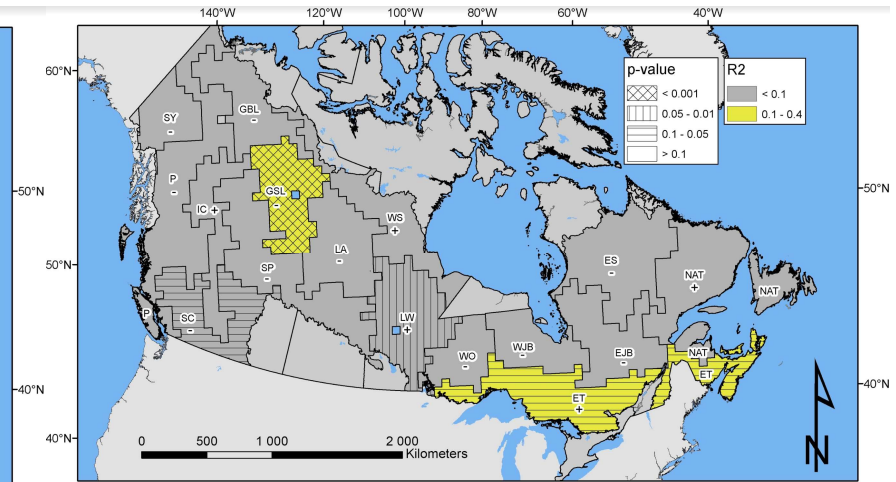 140°W 120°W 100°W 80°W 60°W 40°W
60°N
50°N
50°N
40°N
40°N
50°N
40°N
p-value
< 0.001
0.05 - 0.01
0.1 - 0.05
> 0.1
R2
< 0.1
0.1 - 0.4
SY
-
GBL
-
P
-
IC +
GSL
-
WS
+
LA
-
SP
-
ES
-
NAT
+
NAT
P
SC
-
LW
+
WO
-
WJB
-
EJB
-
NAT
ET
ET
+
0 500 1 000 2 000
Kilometers
N